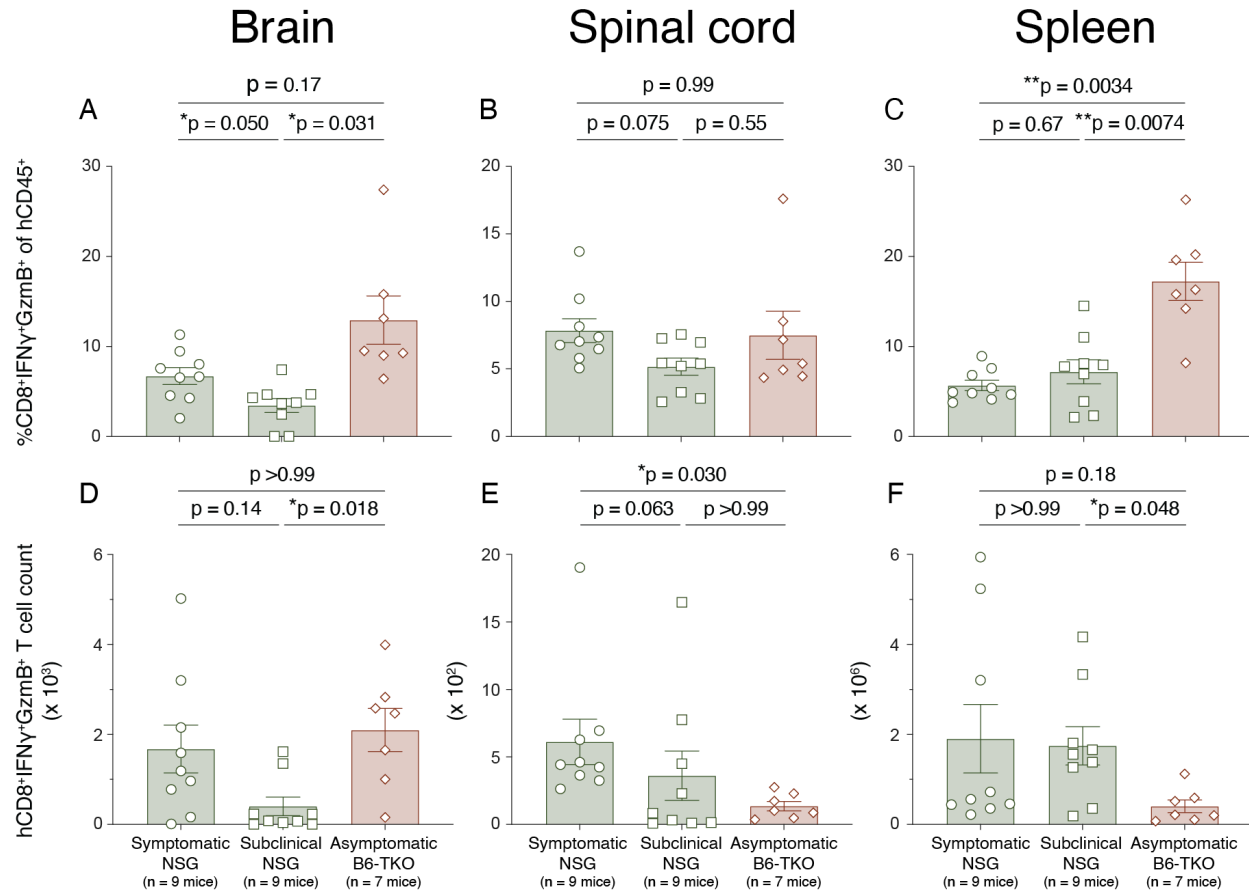 Brain
Spinal cord
Spleen
A
p = 0.17
*p = 0.050
*p = 0.031
B
p = 0.99
p = 0.075
p = 0.55
C
**p = 0.0034
p = 0.67
**p = 0.0074
%CD8⁺IFNγ⁺GzmB⁺ of hCD45⁺
30
20
10
0
20
15
10
5
0
30
20
10
0
D
p >0.99
p = 0.14
*p = 0.018
E
*p = 0.030
p = 0.063
p >0.99
F
p = 0.18
p >0.99
*p = 0.048
hCD8⁺IFNγ⁺GzmB⁺ T cell count
(x 10³)
6
4
2
0
(x 10²)
20
15
10
5
0
(x 10⁶)
6
4
2
0
Symptomatic
NSG
(n = 9 mice)
Subclinical
NSG
(n = 9 mice)
Asymptomatic
B6-TKO
(n = 7 mice)
Symptomatic
NSG
(n = 9 mice)
Subclinical
NSG
(n = 9 mice)
Asymptomatic
B6-TKO
(n = 7 mice)
Symptomatic
NSG
(n = 9 mice)
Subclinical
NSG
(n = 9 mice)
Asymptomatic
B6-TKO
(n = 7 mice)